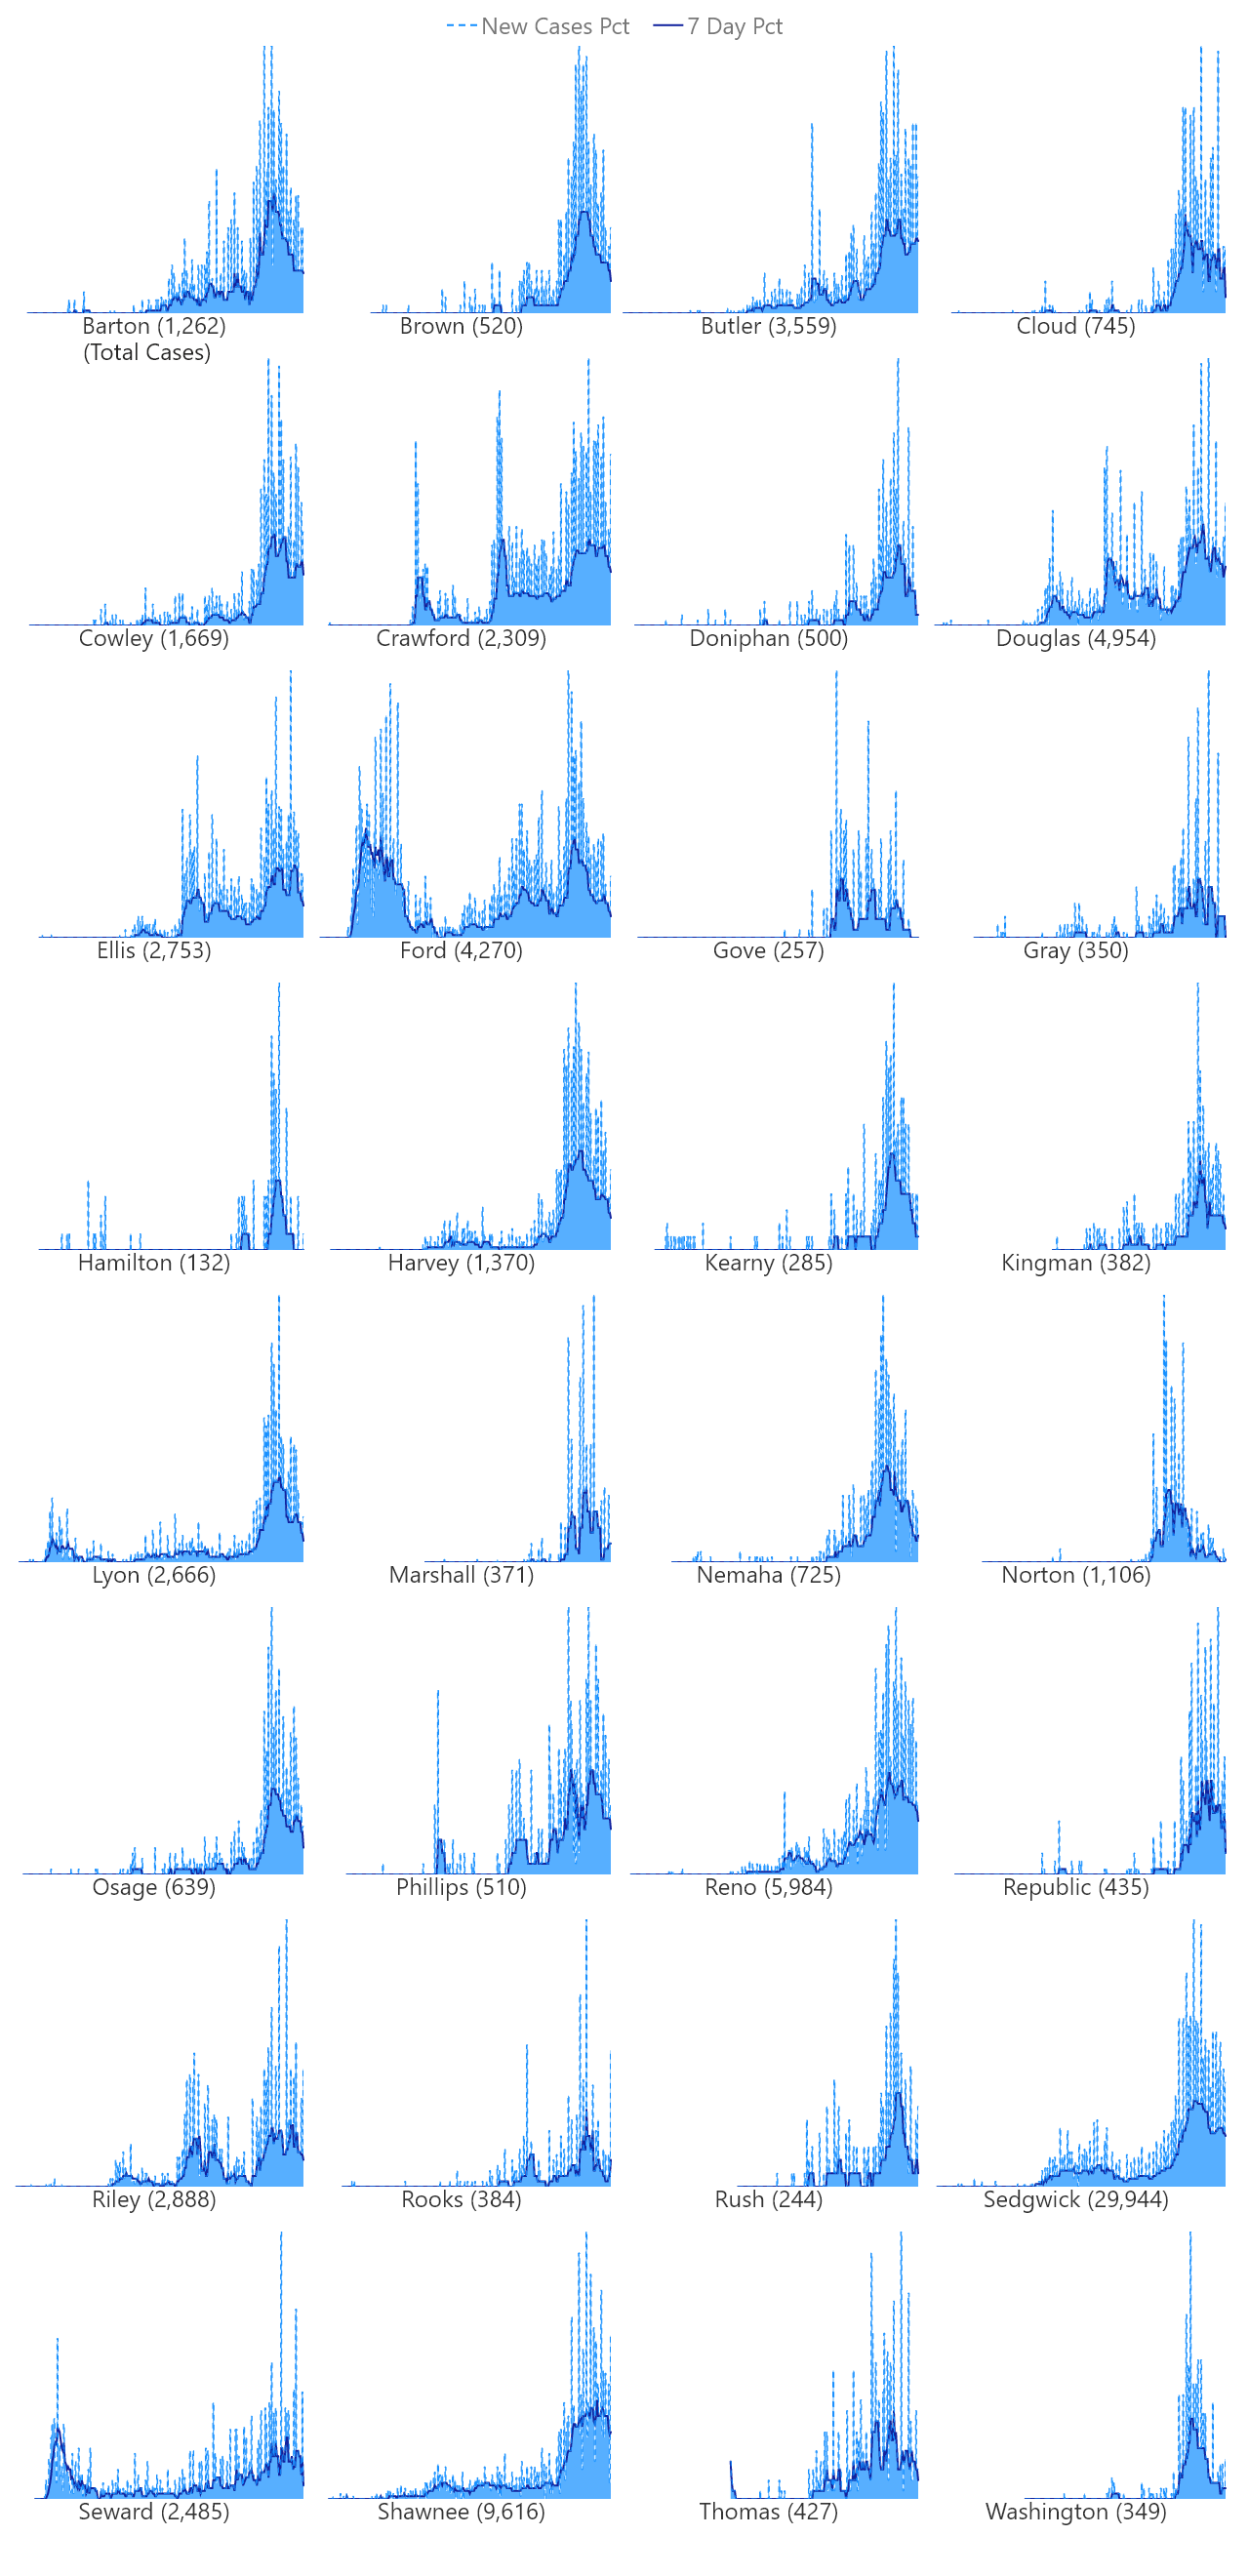 New Cases Pct 7 Day Pct
Barton (1,262) Brown (520) Butler (3,559) Cloud (745)
(Total Cases)
Cowley (1,669) Crawford (2,309) Doniphan (500) Douglas (4,954)
Ellis (2,753) Ford (4,270) Gove (257) Gray (350)
Hamilton (132) Harvey (1,370) Kearny (285) Kingman (382)
Lyon (2,666) Marshall (371) Nemaha (725) Norton (1,106)
Osage (639) Phillips (510) Reno (5,984) Republic (435)
Riley (2,888) Rooks (384) Rush (244) Sedgwick (29,944)
Seward (2,485) Shawnee (9,616) Thomas (427) Washington (349)